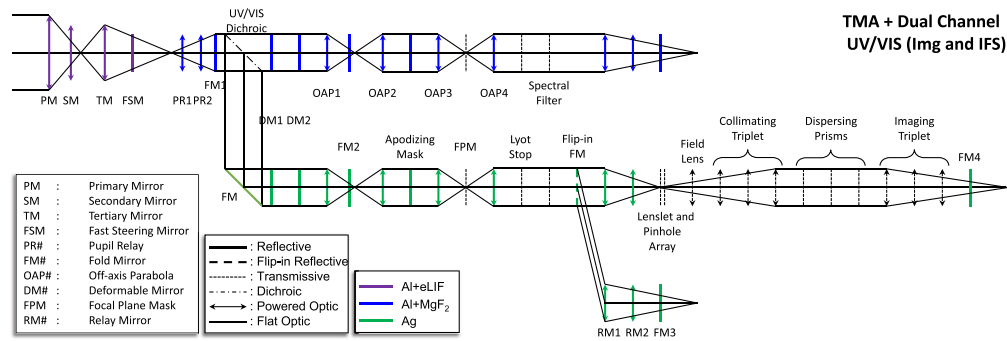 TMA + Dual Channel
UV/VIS (Img and IFS)
UV/VIS
Dichroic
PM SM TM FSM PR1 PR2 FM1
OAP1 OAP2 OAP3 OAP4 Spectral
Filter
DM1 DM2
FM2 Apodizing
Mask FPM Lyot
Stop Flip-in
FM
Field
Lens Collimating
Triplet Dispersing
Prisms Imaging
Triplet FM4
FM
Lenslet and
Pinhole
Array
RM1 RM2 FM3
PM : Primary Mirror
SM : Secondary Mirror
TM : Tertiary Mirror
FSM : Fast Steering Mirror
PR# : Pupil Relay
FM# : Fold Mirror
OAP# : Off-axis Parabola
DM# : Deformable Mirror
FPM : Focal Plane Mask
RM# : Relay Mirror
: Reflective
: Flip-in Reflective
: Transmissive
: Dichroic
: Powered Optic
: Flat Optic
Al+eLIF
Al+MgF₂
Ag